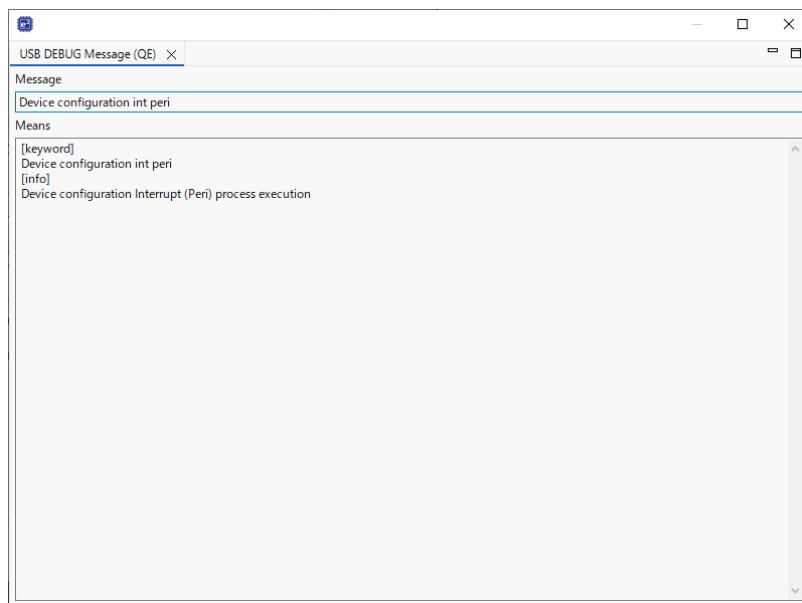 USB DEBUG Message (QE)
Message
Device configuration int peri
Means
[keyword]
Device configuration int peri
[info]
Device configuration Interrupt (Peri) process execution